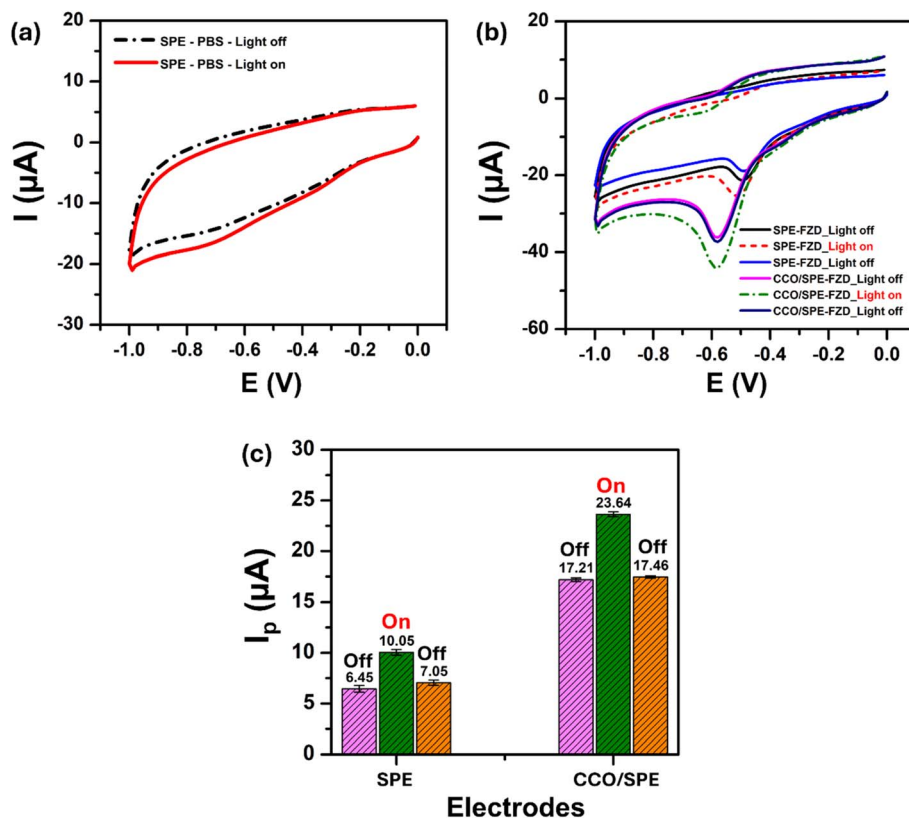 (a)
SPE - PBS - Light off
SPE - PBS - Light on
20
10
0
-10
-20
-30
I (µA)
-1.0 -0.8 -0.6 -0.4 -0.2 0.0
E (V)
(b)
20
0
-20
-40
-60
I (µA)
SPE-FZD_Light off
SPE-FZD_Light on
SPE-FZD_Light off
CCO/SPE-FZD_Light off
CCO/SPE-FZD_Light on
CCO/SPE-FZD_Light off
-1.0 -0.8 -0.6 -0.4 -0.2 0.0
E (V)
(c)
30
25
20
15
10
5
0
Ip (µA)
Off
6.45
On
10.05
Off
7.05
Off
17.21
On
23.64
Off
17.46
SPE CCO/SPE
Electrodes